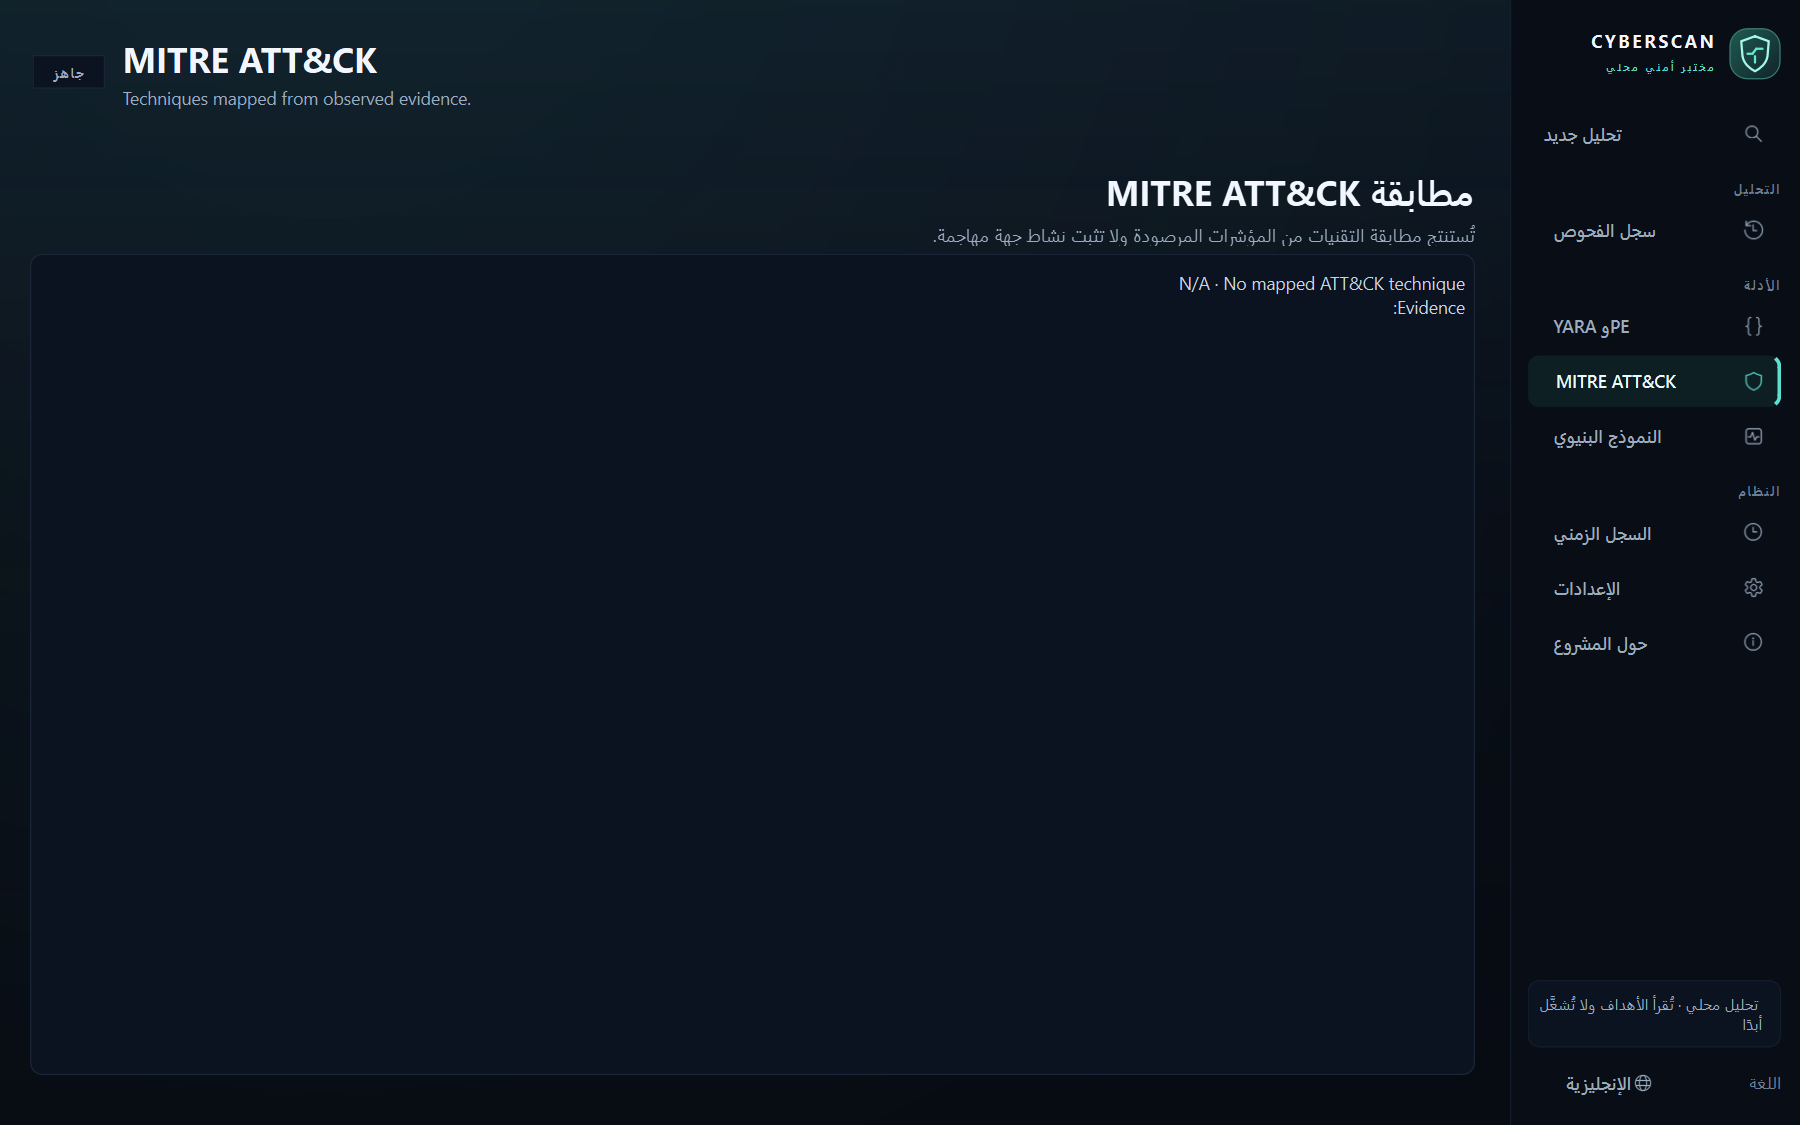 CYBERSCAN
مختبر أمني محلي
تحليل جديد
التحليل
سجل الفحوص
الأدلة
YARA وPE
MITRE ATT&CK
النموذج البنيوي
النظام
السجل الزمني
الإعدادات
حول المشروع
تحليل محلي · تُقرأ الأهداف ولا تُشغَّل
أبدًا
اللغة
الإنجليزية
MITRE ATT&CK
Techniques mapped from observed evidence.
جاهز
مطابقة MITRE ATT&CK
تُستنتج مطابقة التقنيات من المؤشرات المرصودة ولا تثبت نشاط جهة مهاجمة.
N/A · No mapped ATT&CK technique
Evidence: